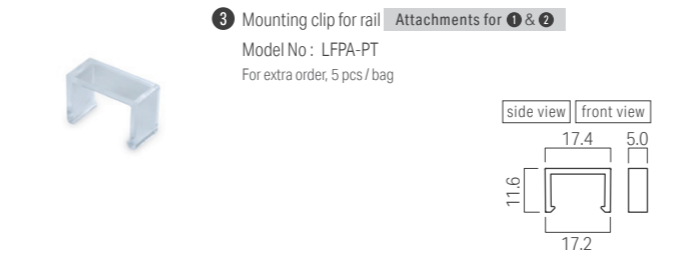 3 Mounting clip for rail Attachments for 1 & 2
Model No : LFPA-PT
For extra order, 5 pcs / bag
side view front view
17.4 5.0
11.6
17.2